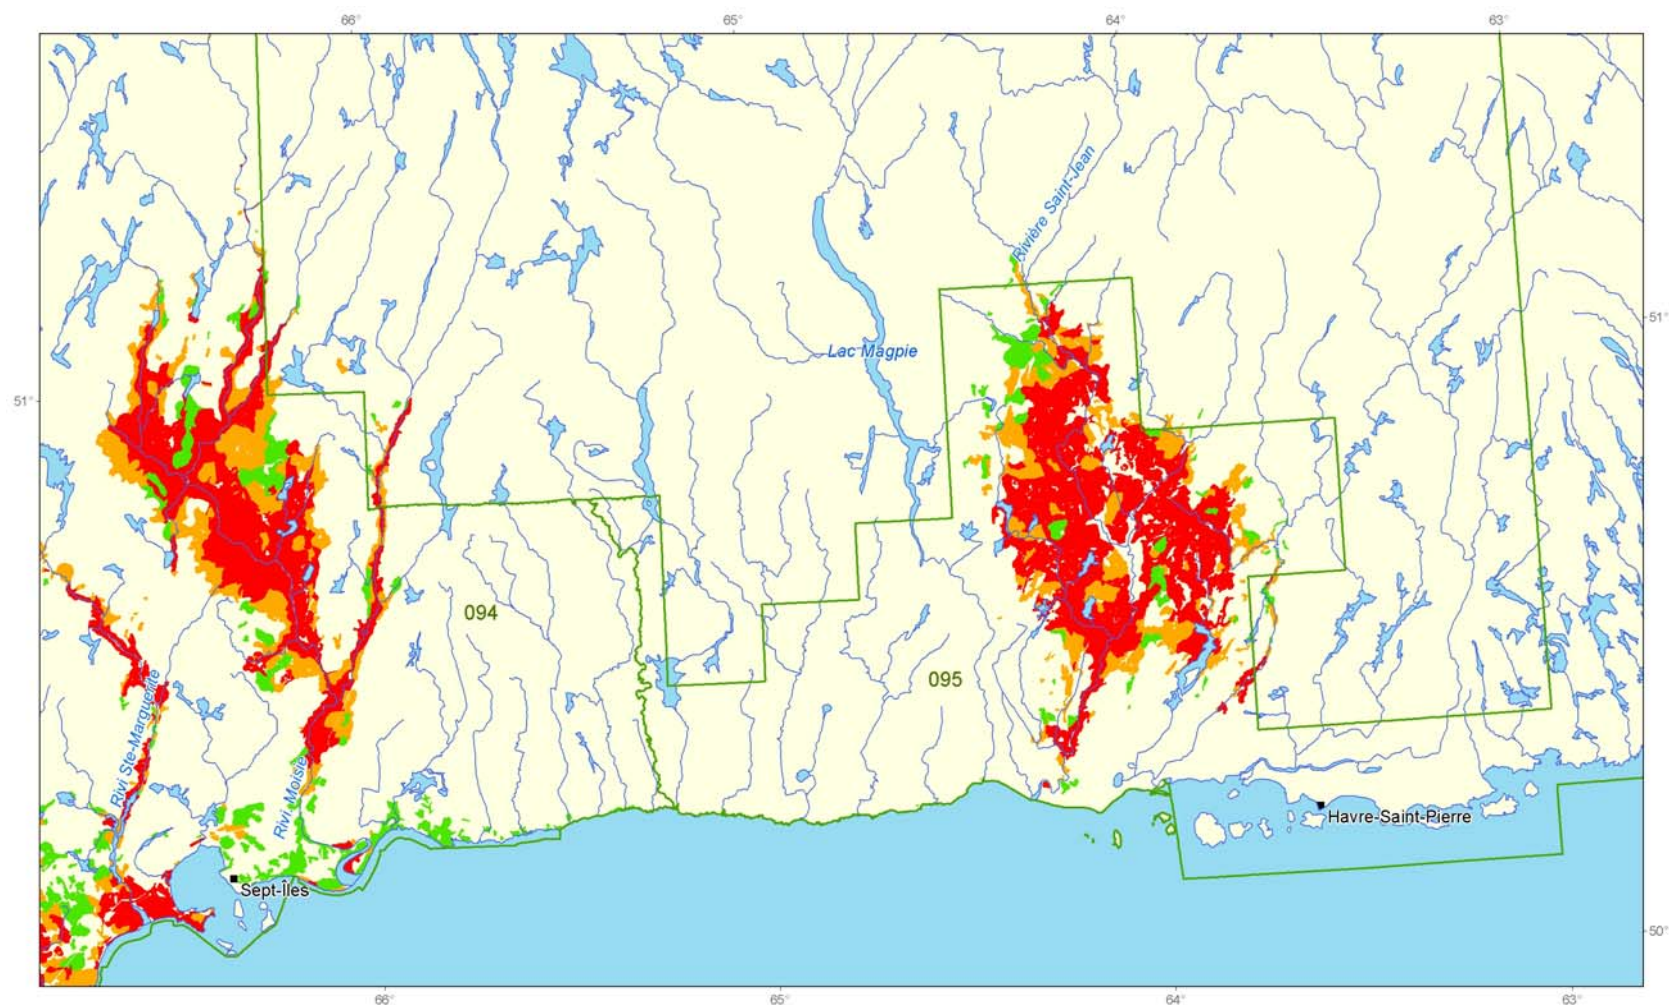 66°
65°
64°
63°
Rivière Saint-Jean
51°
Lac Magpie
51°
094
095
Rivi Ste-Marguerite
Rivi Moisie
Havre-Saint-Pierre
Sept-Îles
50°
66°
65°
64°
63°